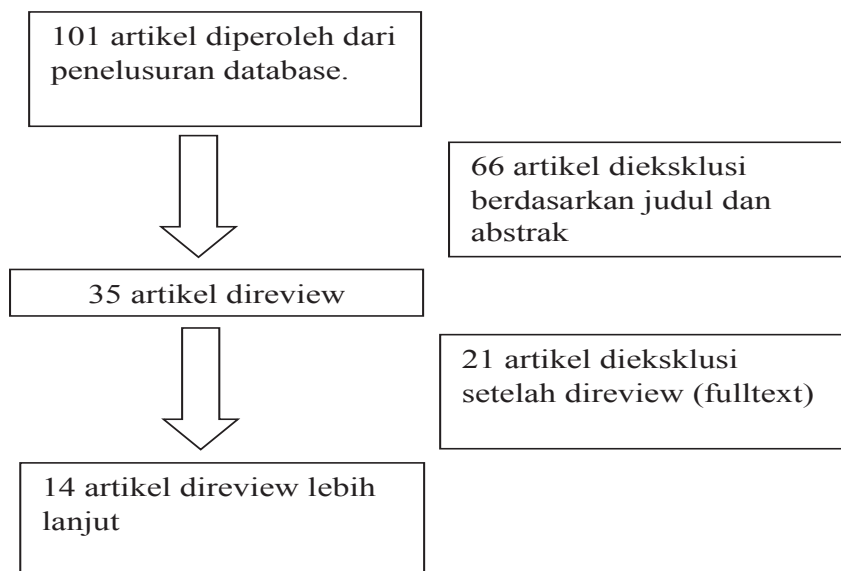 101 artikel diperoleh dari
penelusuran database.
66 artikel dieksklusi
berdasarkan judul dan
abstrak
35 artikel direview
21 artikel dieksklusi
setelah direview (fulltext)
14 artikel direview lebih
lanjut